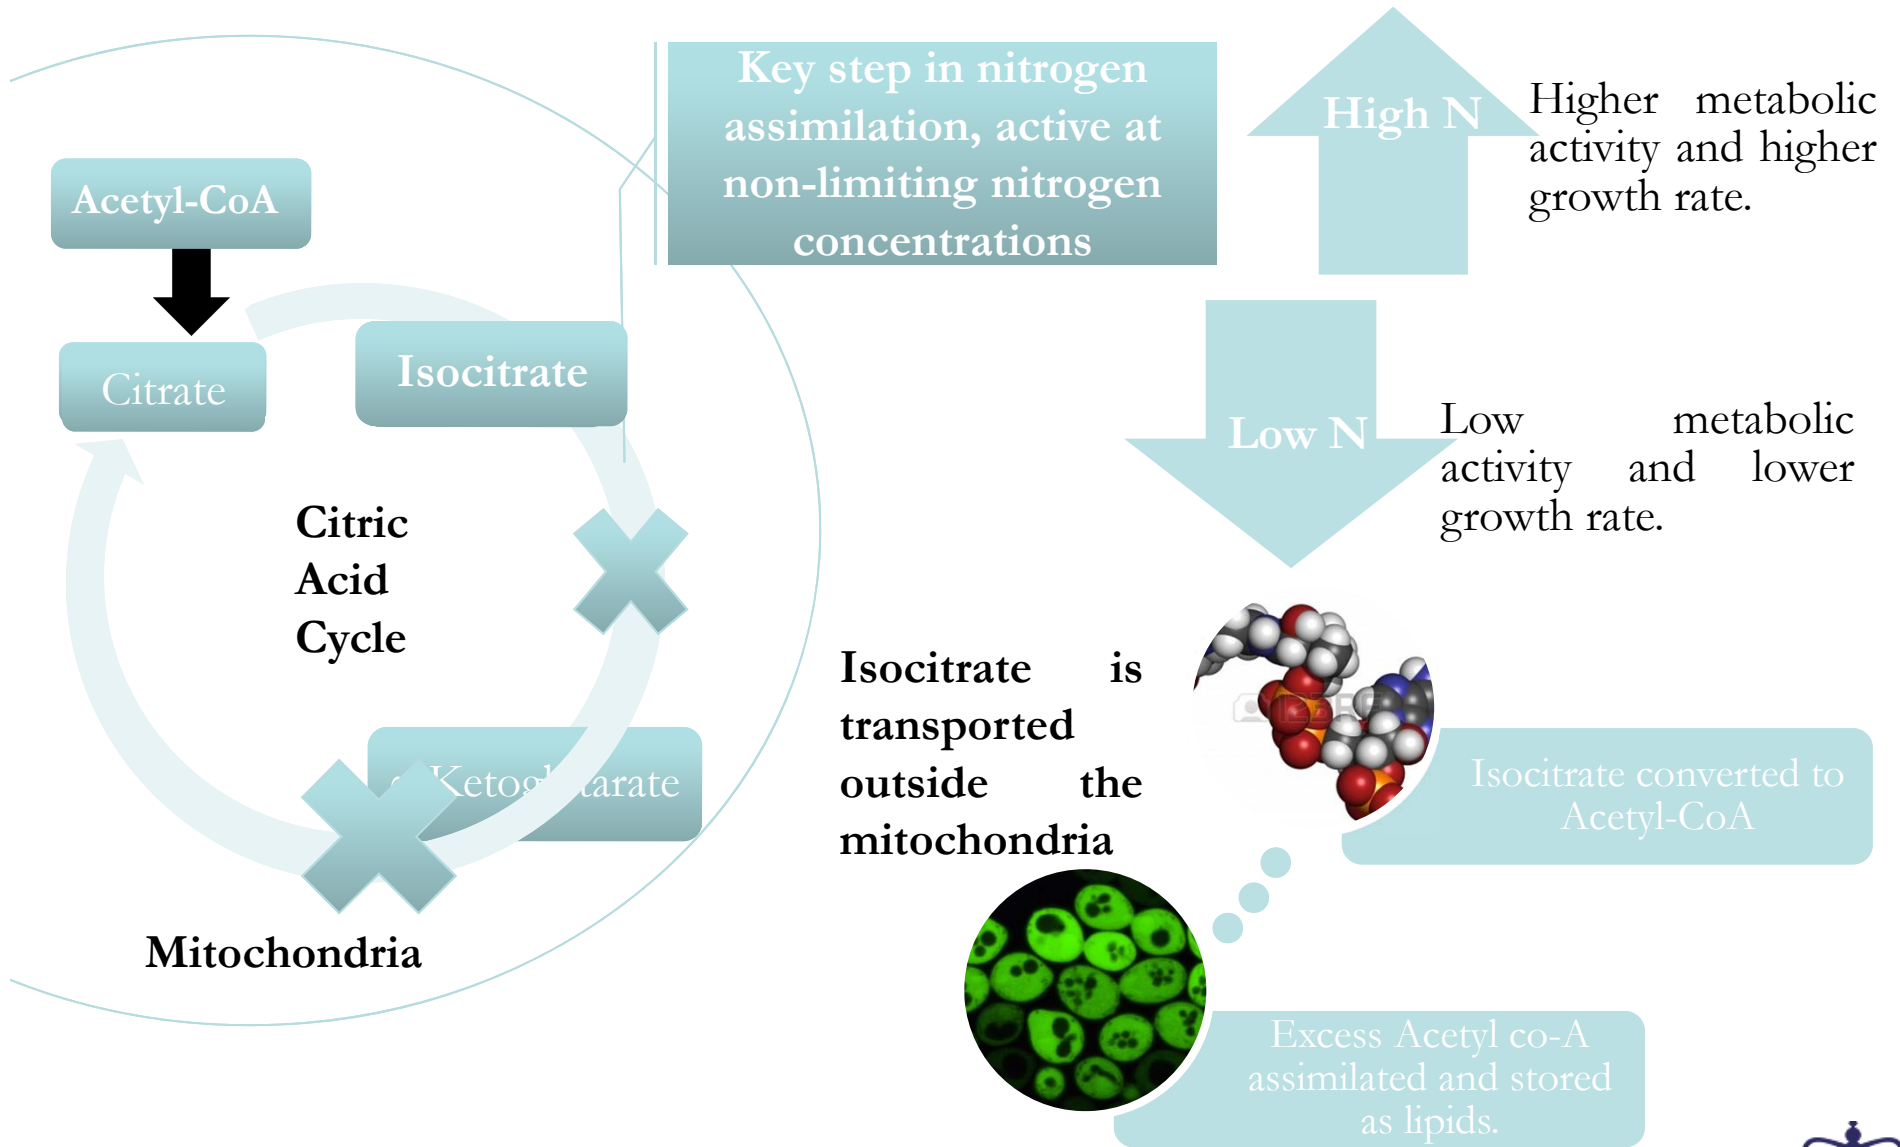 Key step in nitrogen
assimilation, active at
non-limiting nitrogen
concentrations
High N
Higher metabolic
activity and higher
growth rate.
Acetyl-CoA
Citrate
Isocitrate
Low N
Low metabolic
activity and lower
growth rate.
Citric
Acid
Cycle
Isocitrate is
transported
outside the
mitochondria
Isocitrate converted to
Acetyl-CoA
Mitochondria
Excess Acetyl co-A
assimilated and stored
as lipids.